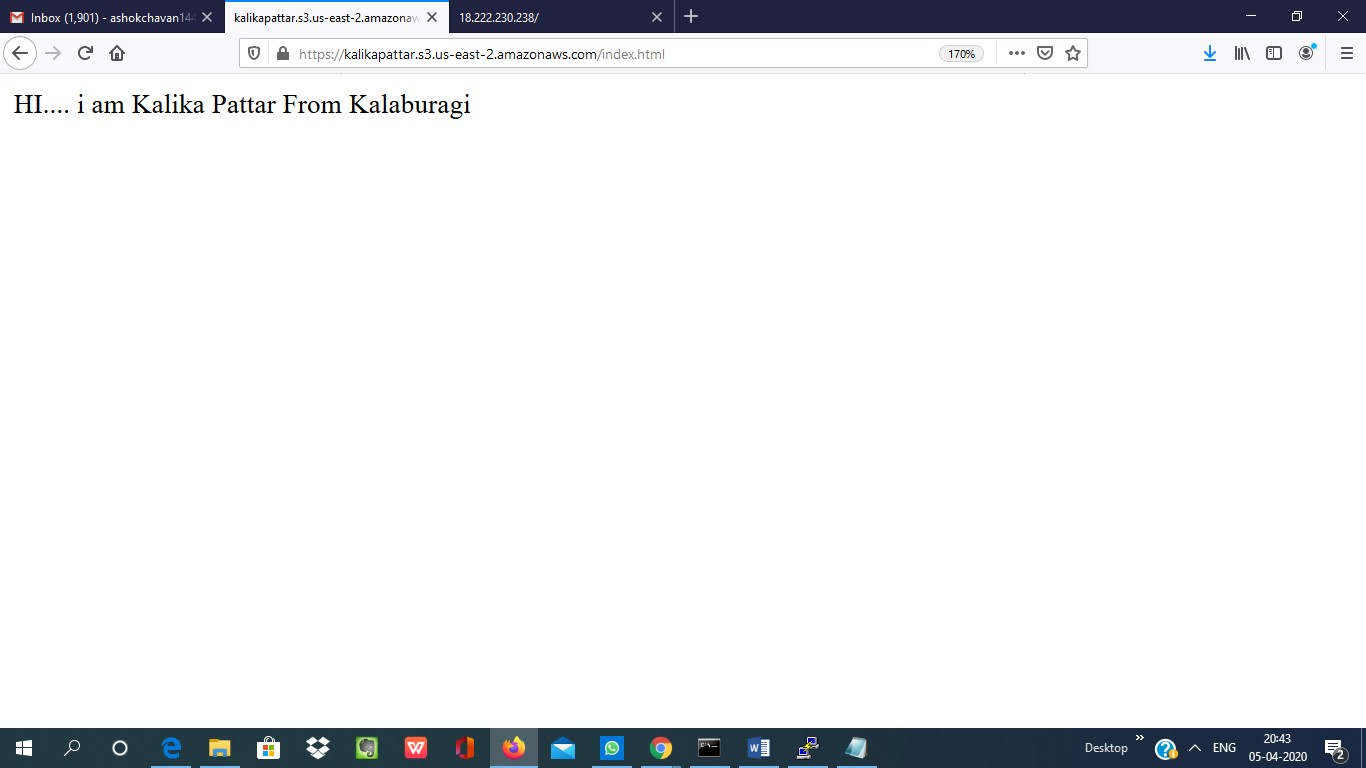 Inbox (1,901) - ashokchavan144
kalikapattar.s3.us-east-2.amazonaw
18.222.230.238/
https://kalikapattar.s3.us-east-2.amazonaws.com/index.html
170%
HI.... i am Kalika Pattar From Kalaburagi
Desktop
ENG
20:43
05-04-2020
2